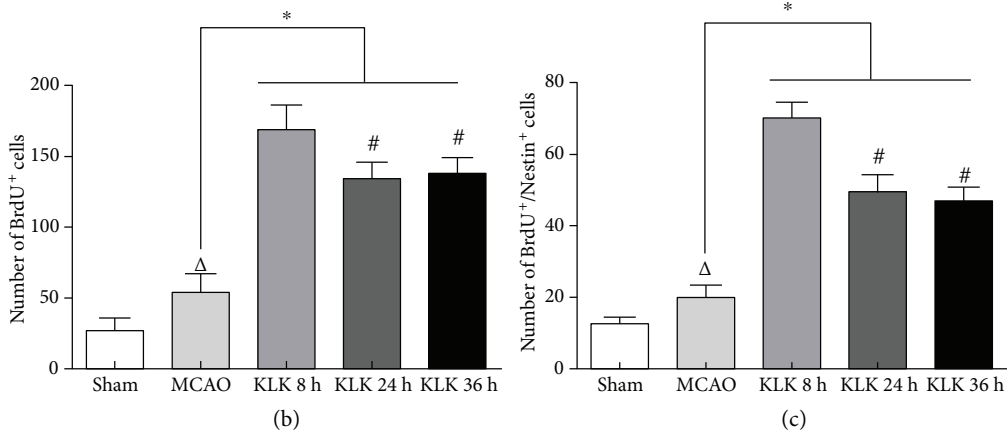 *
Number of BrdU+ cells
200
150
100
50
0
Δ
#
#
Sham MCAO KLK 8 h KLK 24 h KLK 36 h
(b)
*
Number of BrdU+/Nestin+ cells
80
60
40
20
0
Δ
#
#
Sham MCAO KLK 8 h KLK 24 h KLK 36 h
(c)